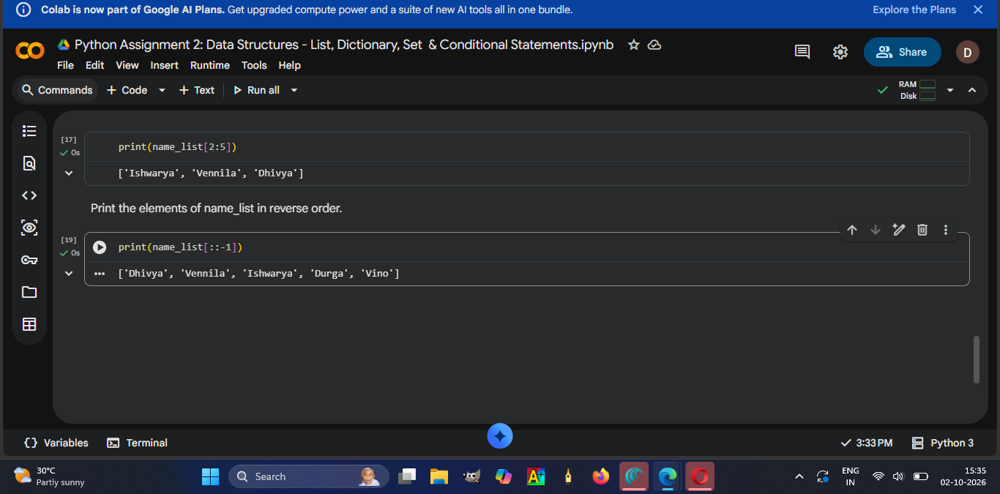 Colab is now part of Google AI Plans. Get upgraded compute power and a suite of new AI tools all in one bundle. Explore the Plans
Python Assignment 2: Data Structures - List, Dictionary, Set & Conditional Statements.ipynb
File Edit View Insert Runtime Tools Help
Share
D
Commands + Code + Text Run all
RAM
Disk
[17]
0s
print(name_list[2:5])
['Ishwarya', 'Vennila', 'Dhivya']
Print the elements of name_list in reverse order.
[19]
0s
print(name_list[::-1])
['Dhivya', 'Vennila', 'Ishwarya', 'Durga', 'Vino']
Variables Terminal
3:33 PM Python 3
30°C
Partly sunny
Search
ENG
IN
15:35
02-10-2026